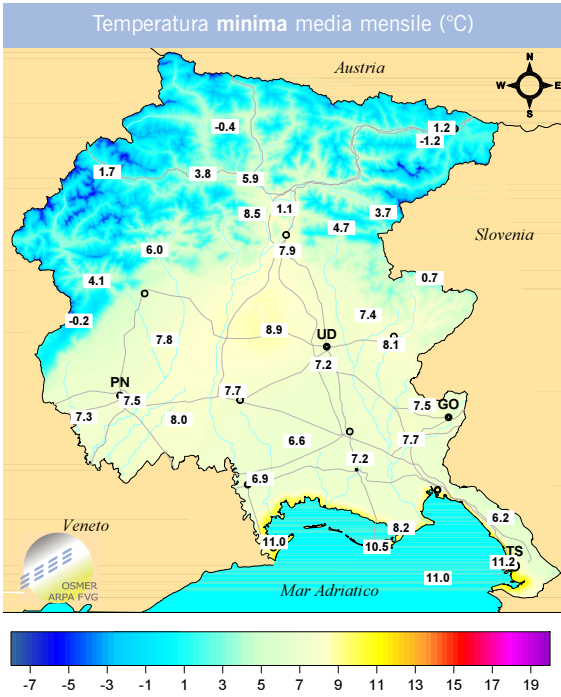 Temperatura minima media mensile (°C)
Austria
N
W E
S
-0.4
1.2
-1.2
1.7
3.8
5.9
8.5
1.1
3.7
4.7
Slovenia
6.0
7.9
4.1
0.7
-0.2
7.4
8.9
UD
7.8
8.1
7.2
PN
7.5
7.7
7.5
GO
7.3
8.0
7.7
6.6
7.2
6.9
6.2
Veneto
8.2
11.0
10.5
TS
11.2
11.0
OSMER
ARPA FVG
Mar Adriatico
-7 -5 -3 -1 1 3 5 7 9 11 13 15 17 19